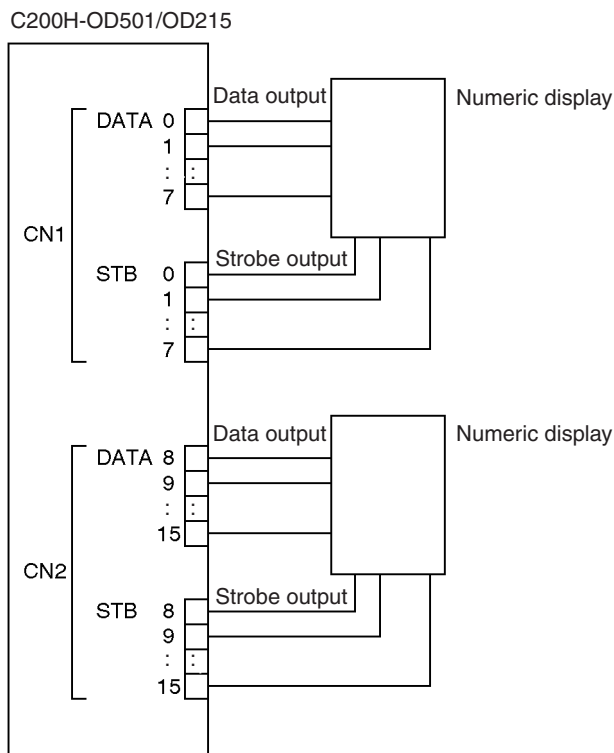 C200H-OD501/OD215
Data output
Numeric display
DATA 0
1
: :
7
CN1
Strobe output
STB 0
1
: :
7
Data output
Numeric display
DATA 8
9
: :
15
CN2
Strobe output
STB 8
9
: :
15